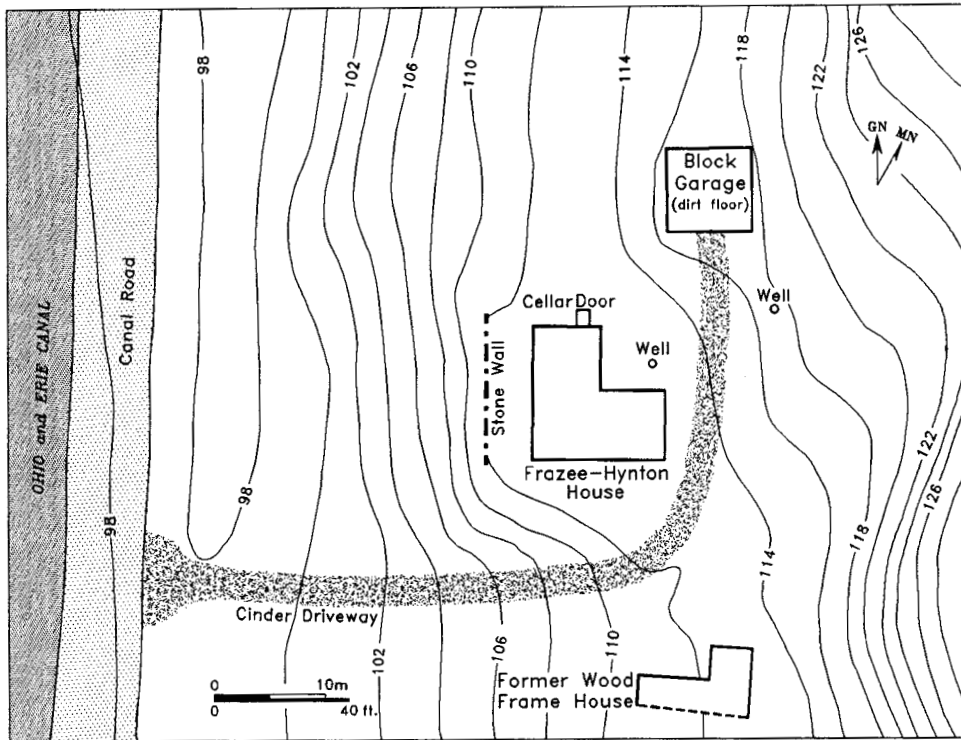 98
102
106
110
114
118
122
126
GN MN
Block
Garage
(dirt floor)
Well
Cellar Door
Well
Stone Wall
Canal Road
OHIO and ERIE CANAL
Frazee-Hynton
House
98
98
122
126
118
114
Cinder Driveway
110
106
102
Former Wood
Frame House
0 10m
0 40 ft.